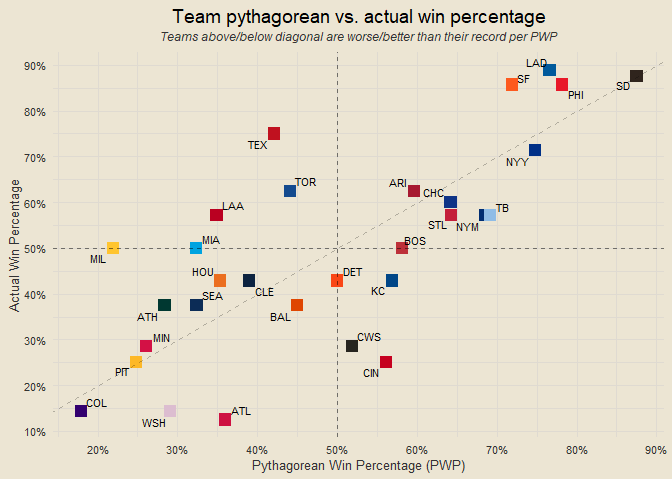 Team pythagorean vs. actual win percentage
Teams above/below diagonal are worse/better than their record per PWP
90%
80%
70%
60%
50%
40%
30%
20%
10%
Actual Win Percentage
LAD
SF
PHI
SD
TEX
NYY
TOR
ARI
CHC
LAA
STL
NYM
TB
MIL
MIA
BOS
HOU
CLE
DET
KC
ATH
SEA
BAL
MIN
CWS
PIT
CIN
COL
WSH
ATL
20%
30%
40%
50%
60%
70%
80%
90%
Pythagorean Win Percentage (PWP)